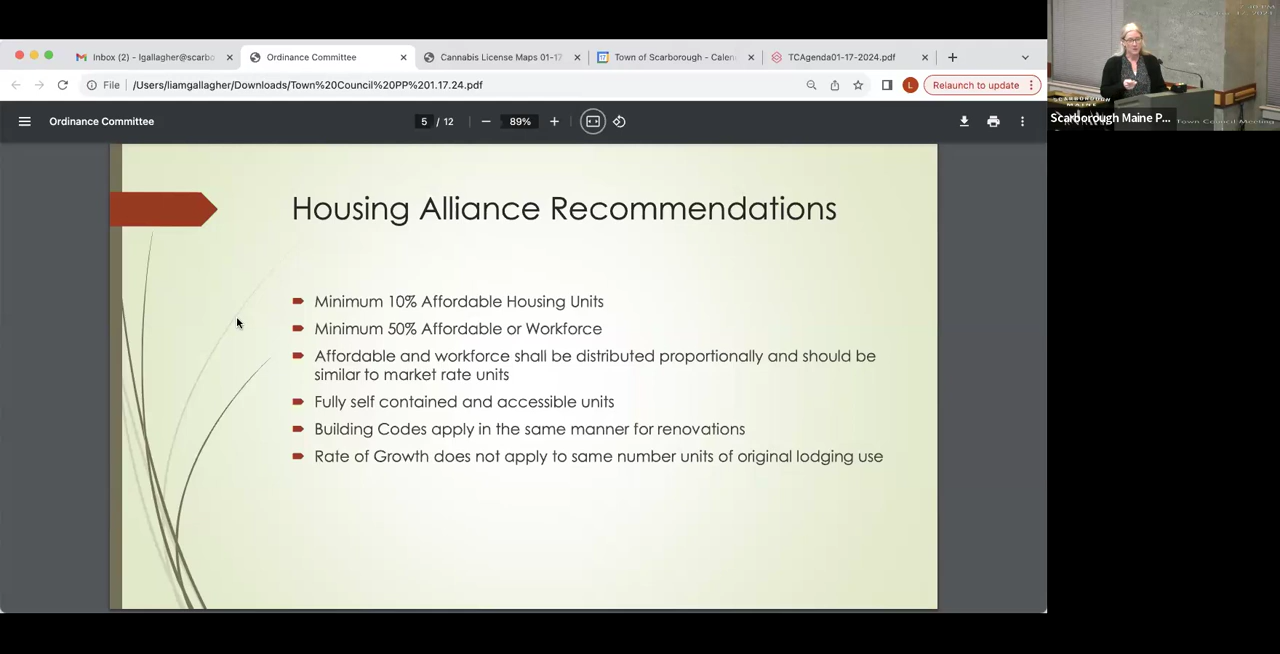 Inbox (2) - lgallagher@scarbo
Ordinance Committee
Cannabis License Maps 01-17
Town of Scarborough - Calen
TCAgenda01-17-2024.pdf
File /Users/liamgallagher/Downloads/Town%20Council%20PP%201.17.24.pdf
L
Relaunch to update
Ordinance Committee
5 / 12
89%
Housing Alliance Recommendations
Minimum 10% Affordable Housing Units
Minimum 50% Affordable or Workforce
Affordable and workforce shall be distributed proportionally and should be
similar to market rate units
Fully self contained and accessible units
Building Codes apply in the same manner for renovations
Rate of Growth does not apply to same number units of original lodging use
SCARBOROUGH
MAINE
Scarborough Maine P...
Town Council Meeting